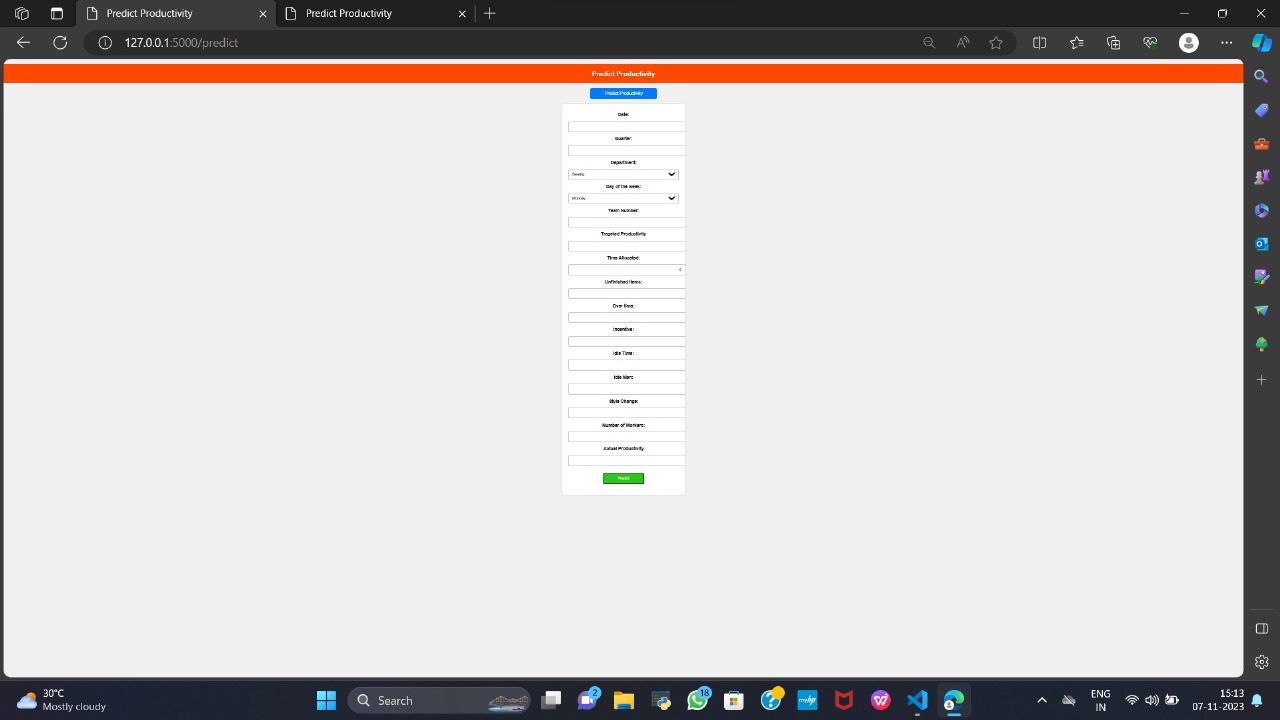 Predict Productivity
Predict Productivity
127.0.0.1:5000/predict
Predict Productivity
Predict Productivity
Date:
Quarter:
Department:
Sewing
Day of the week:
Monday
Team Number:
Tragated Productivity
Time Allocated:
Unfinished Items:
Over time:
Incentive:
Idle Time:
Idle Men:
Style Change:
Number of Workers:
Actual Productivity
Predict
30°C
Mostly cloudy
Search
2
18
myhp
ENG
IN
15:13
07-11-2023